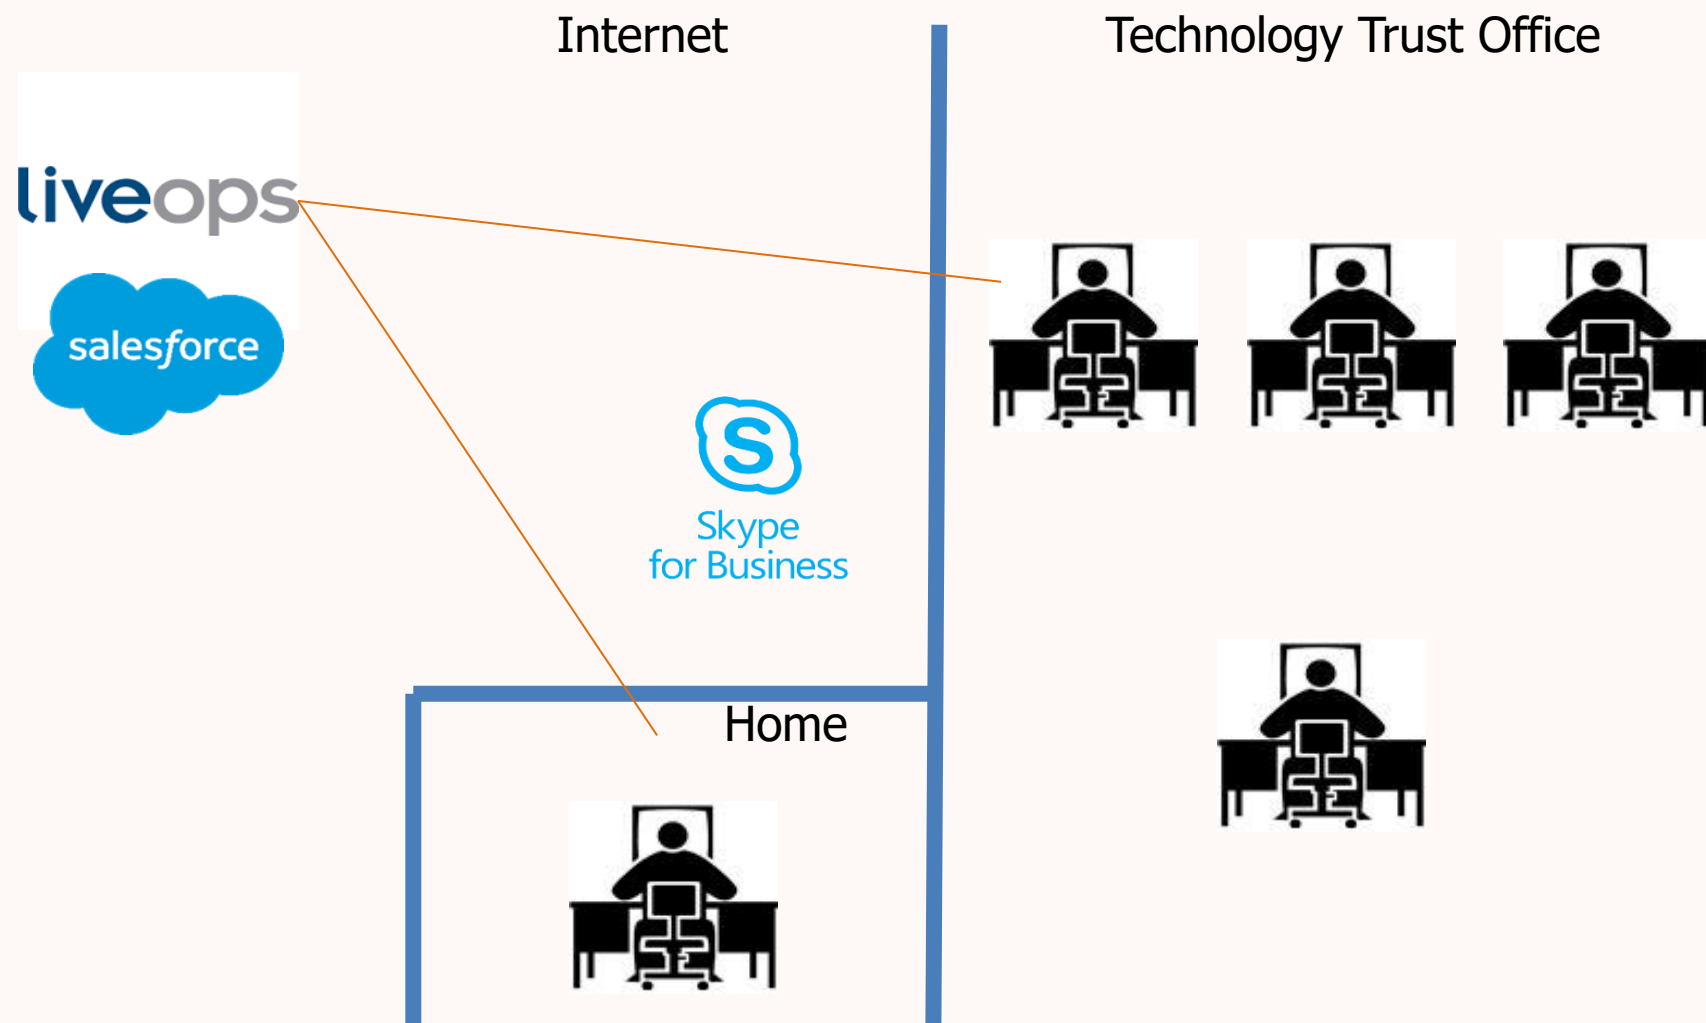 Internet
Technology Trust Office
liveops
salesforce
Skype
for Business
Home